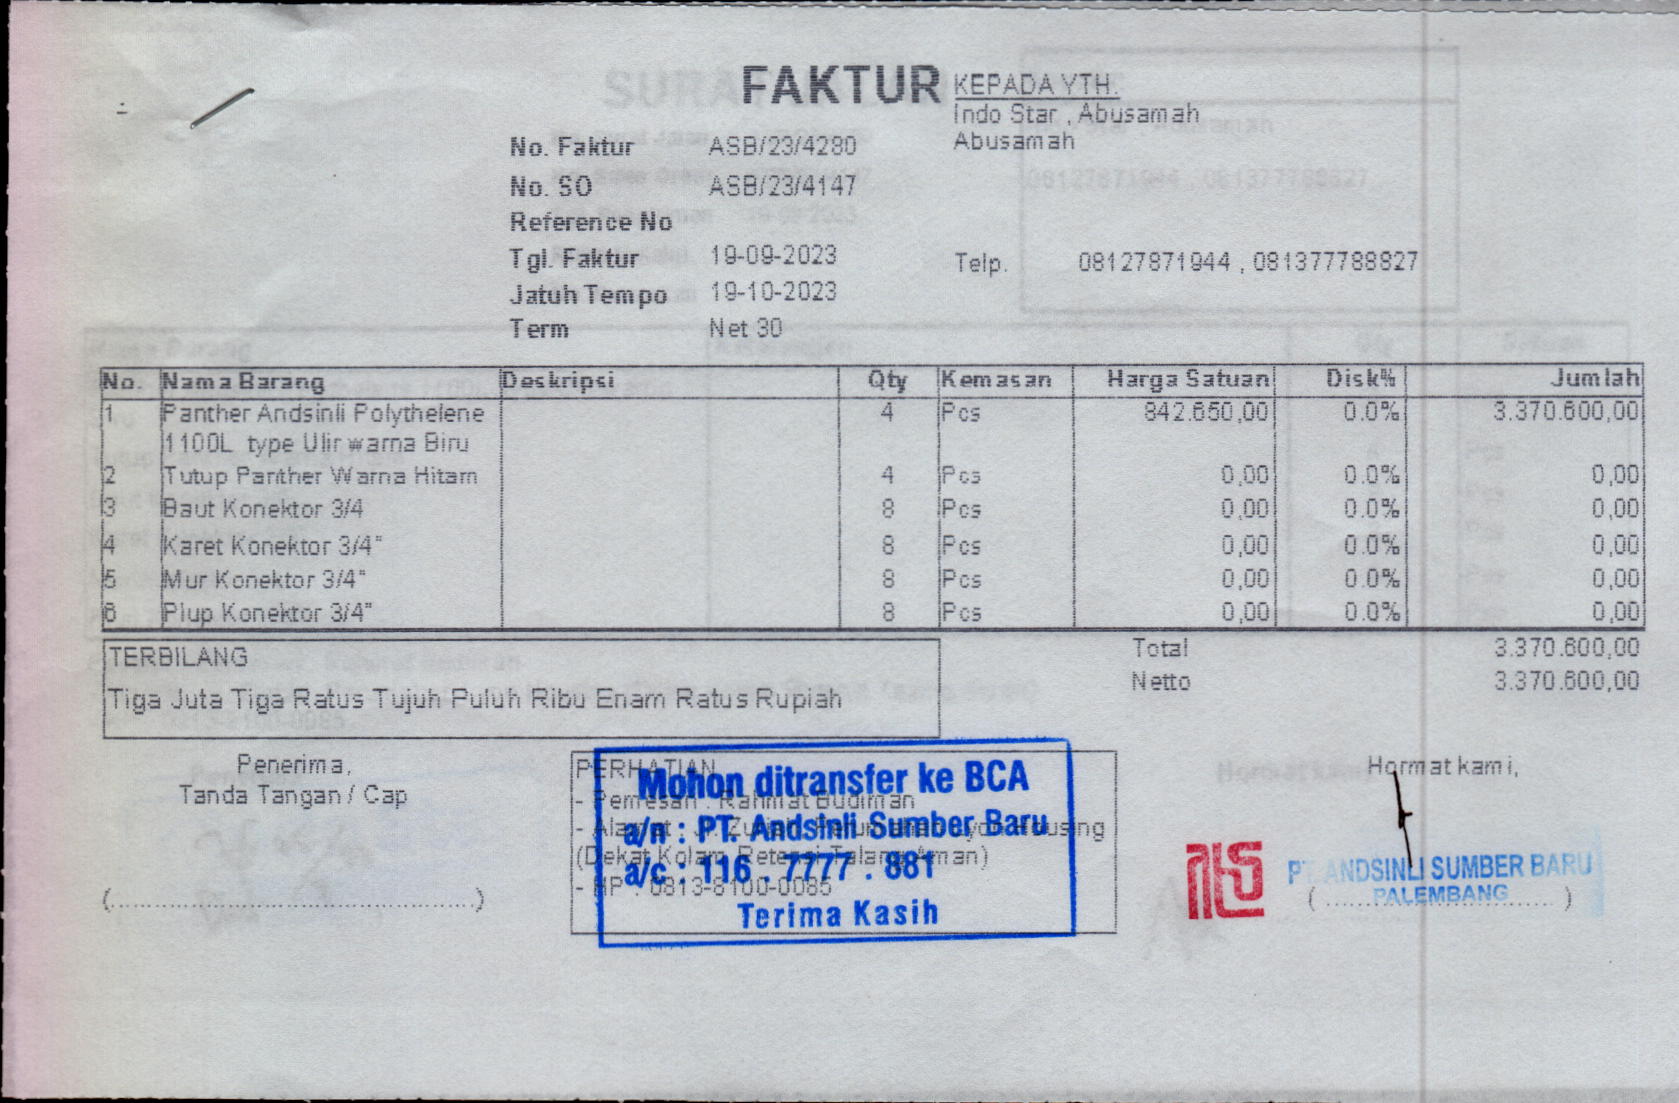 FAKTUR
KEPADA YTH.
Indo Star , Abusamah
Abusamah
No. Faktur ASB/23/4280
No. SO ASB/23/4147
Reference No
Tgl. Faktur 19-09-2023
Jatuh Tempo 19-10-2023
Term Net 30
Telp. 08127871944 , 081377788827
No. Nama Barang Deskripsi Qty Kemasan Harga Satuan Disk% Jumlah
1 Panther Andsinli Polythelene 4 Pcs 842.650,00 0.0% 3.370.600,00
1100L type Ulir warna Biru
2 Tutup Panther Warna Hitam 4 Pcs 0,00 0.0% 0,00
3 Baut Konektor 3/4 8 Pcs 0,00 0.0% 0,00
4 Karet Konektor 3/4" 8 Pcs 0,00 0.0% 0,00
5 Mur Konektor 3/4" 8 Pcs 0,00 0.0% 0,00
6 Plup Konektor 3/4" 8 Pcs 0,00 0.0% 0,00
TERBILANG
Tiga Juta Tiga Ratus Tujuh Puluh Ribu Enam Ratus Rupiah
Total 3.370.600,00
Netto 3.370.600,00
Penerima,
Tanda Tangan / Cap
PERHATIAN
- Pemesan : Rahmat Budiman
- Alamat : Housing
(Dekat Kolam Retensi Talang Aman)
- HP : 0813-8100-0085
Mohon ditransfer ke BCA
a/n : PT. Andsinli Sumber Baru
a/c : 116 . 7777 . 881
Terima Kasih
Hormat kami,
PT. ANDSINLI SUMBER BARU
PALEMBANG